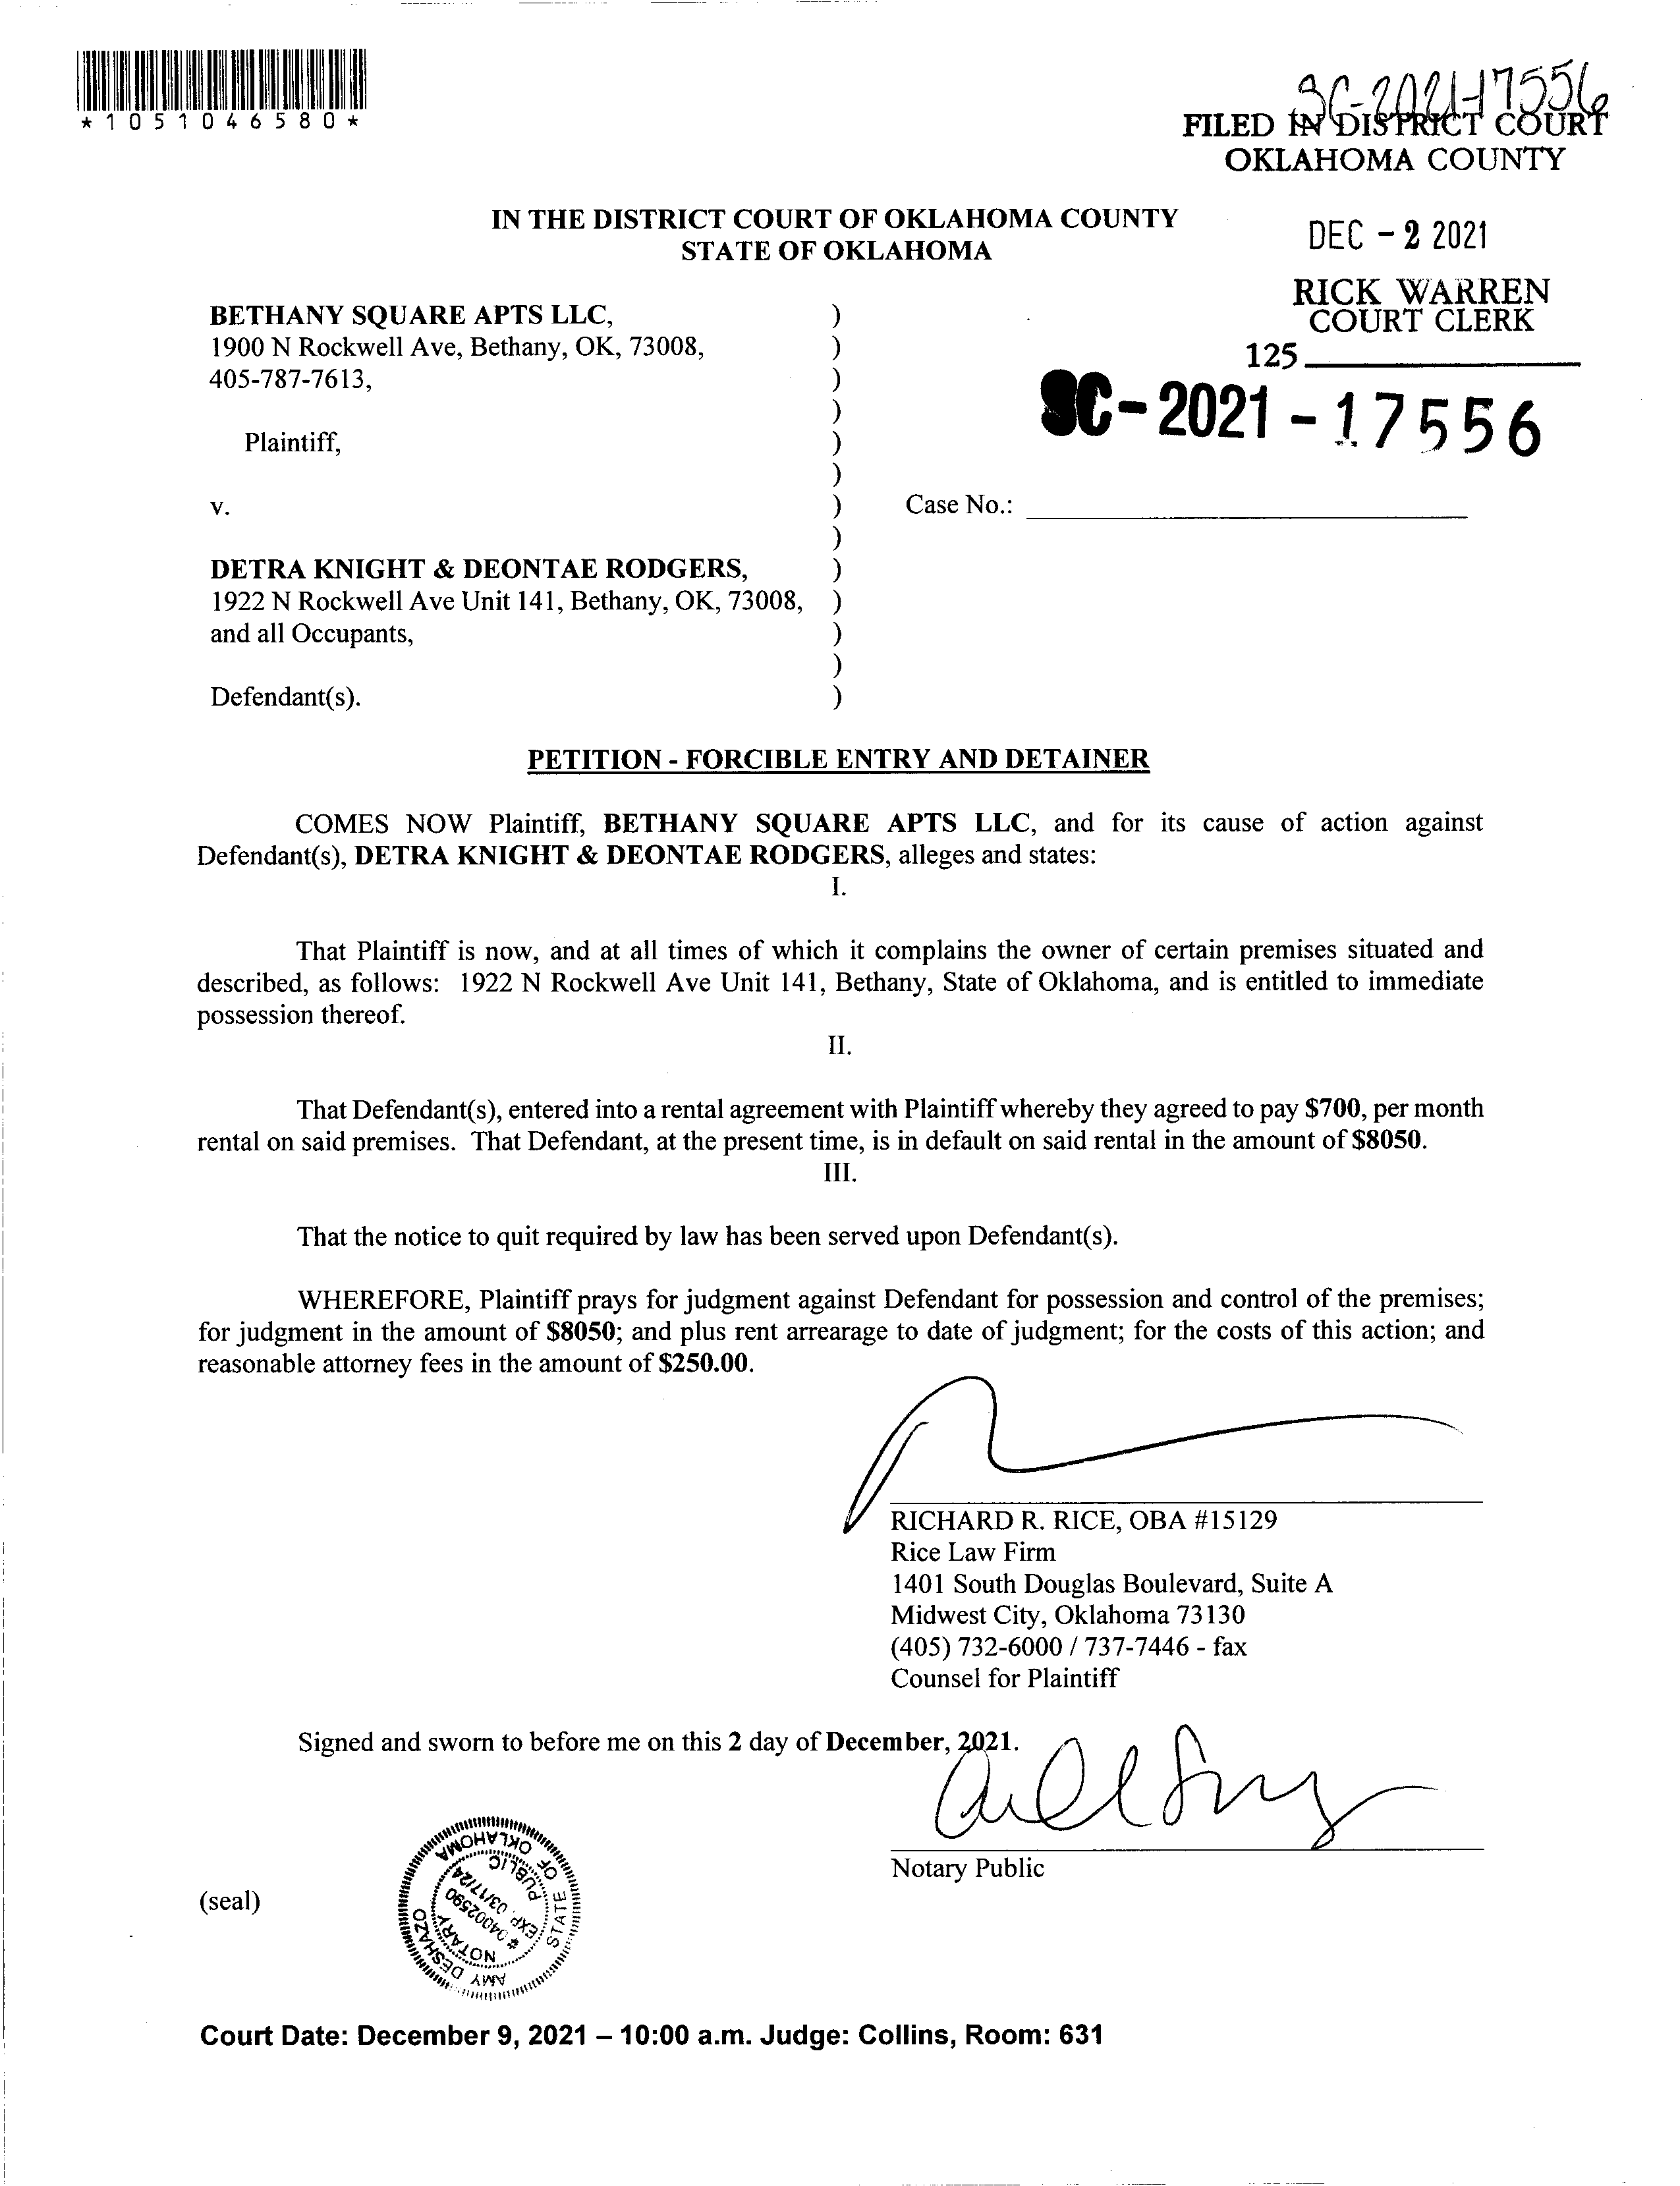 *1051046580*
SC-2021-17556
FILED IN DISTRICT COURT
OKLAHOMA COUNTY
IN THE DISTRICT COURT OF OKLAHOMA COUNTY
STATE OF OKLAHOMA
DEC - 2 2021
RICK WARREN
COURT CLERK
125
BETHANY SQUARE APTS LLC, )
1900 N Rockwell Ave, Bethany, OK, 73008, )
405-787-7613, )
)
SC-2021-17556
Plaintiff, )
)
v. ) Case No.:
)
DETRA KNIGHT & DEONTAE RODGERS, )
1922 N Rockwell Ave Unit 141, Bethany, OK, 73008, )
and all Occupants, )
)
Defendant(s). )
PETITION - FORCIBLE ENTRY AND DETAINER
COMES NOW Plaintiff, BETHANY SQUARE APTS LLC, and for its cause of action against
Defendant(s), DETRA KNIGHT & DEONTAE RODGERS, alleges and states:
I.
That Plaintiff is now, and at all times of which it complains the owner of certain premises situated and
described, as follows: 1922 N Rockwell Ave Unit 141, Bethany, State of Oklahoma, and is entitled to immediate
possession thereof.
II.
That Defendant(s), entered into a rental agreement with Plaintiff whereby they agreed to pay $700, per month
rental on said premises. That Defendant, at the present time, is in default on said rental in the amount of $8050.
III.
That the notice to quit required by law has been served upon Defendant(s).
WHEREFORE, Plaintiff prays for judgment against Defendant for possession and control of the premises;
for judgment in the amount of $8050; and plus rent arrearage to date of judgment; for the costs of this action; and
reasonable attorney fees in the amount of $250.00.
RICHARD R. RICE, OBA #15129
Rice Law Firm
1401 South Douglas Boulevard, Suite A
Midwest City, Oklahoma 73130
(405) 732-6000 / 737-7446 - fax
Counsel for Plaintiff
Signed and sworn to before me on this 2 day of December, 2021.
Notary Public
(seal)
AMY DESHAZO
STATE OF OKLAHOMA
NOTARY PUBLIC
# 04002590
EXP. 03/17/24
Court Date: December 9, 2021 – 10:00 a.m. Judge: Collins, Room: 631